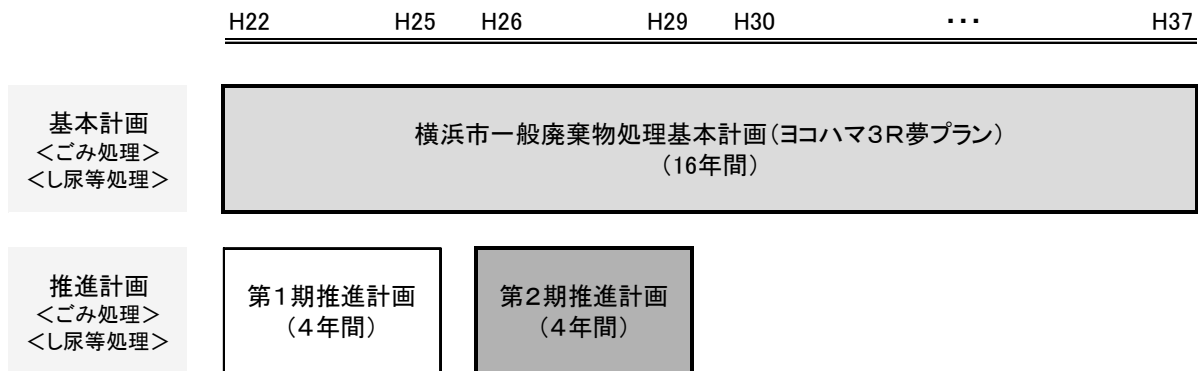 H22 H25 H26 H29 H30 ・・・ H37
基本計画
＜ごみ処理＞
＜し尿等処理＞
横浜市一般廃棄物処理基本計画（ヨコハマ３Ｒ夢プラン）
（16年間）
推進計画
＜ごみ処理＞
＜し尿等処理＞
第１期推進計画
（４年間）
第２期推進計画
（４年間）